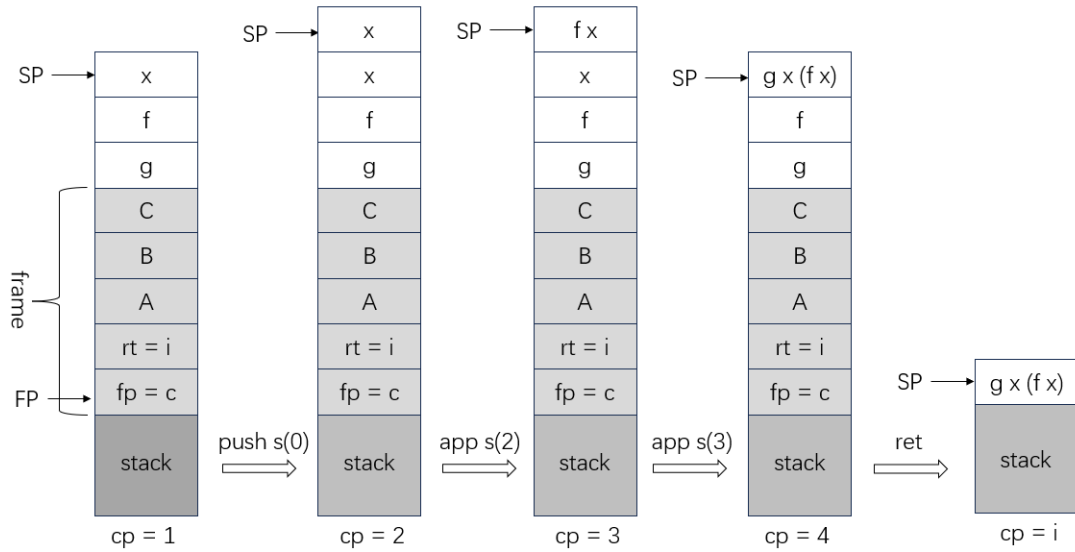 SP
x
f
g
C
B
A
rt = i
fp = c
stack
frame
FP
cp = 1
push s(0)
SP
x
x
f
g
C
B
A
rt = i
fp = c
stack
cp = 2
app s(2)
SP
f x
x
f
g
C
B
A
rt = i
fp = c
stack
cp = 3
app s(3)
SP
g x (f x)
f
g
C
B
A
rt = i
fp = c
stack
cp = 4
ret
SP
g x (f x)
stack
cp = i